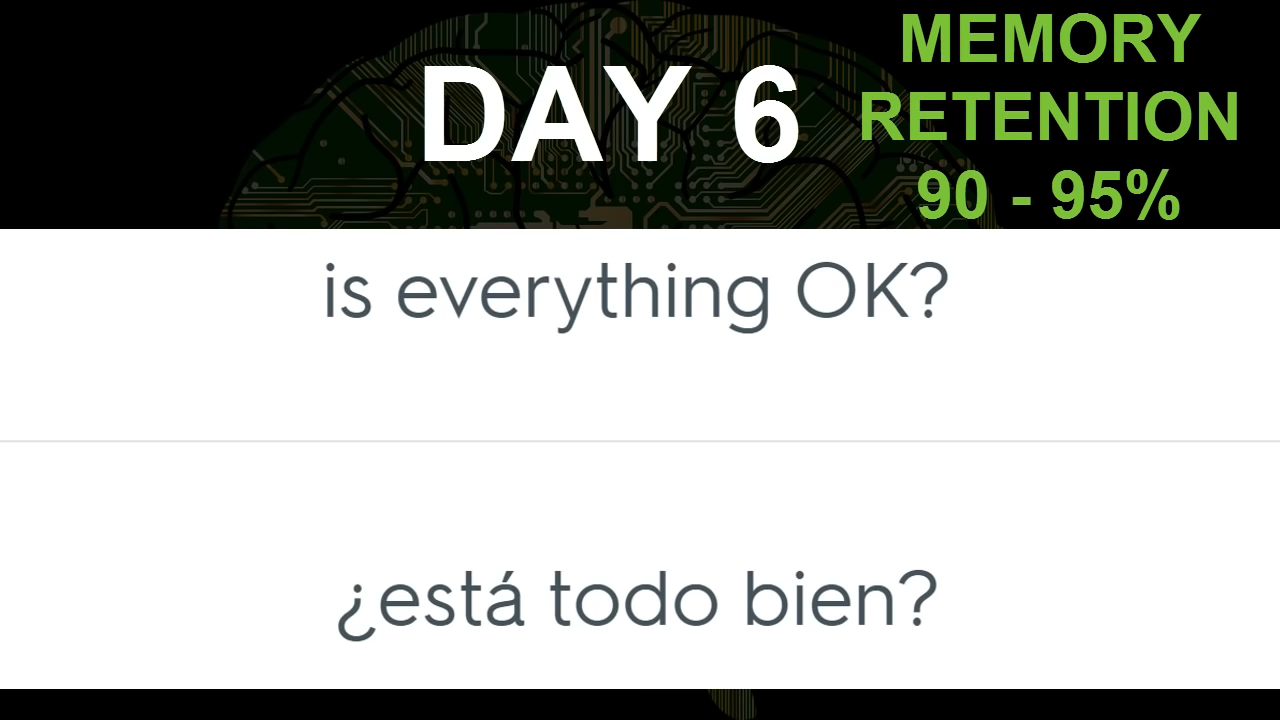 DAY 6
MEMORY
RETENTION
90 - 95%
is everything OK?
¿está todo bien?